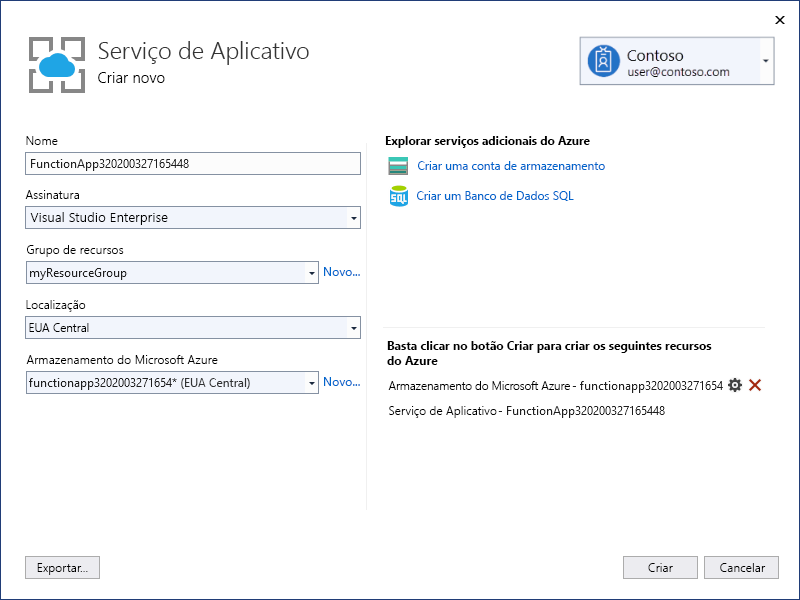 Serviço de Aplicativo
Criar novo
Contoso
user@contoso.com
Nome
FunctionApp320200327165448
Assinatura
Visual Studio Enterprise
Grupo de recursos
myResourceGroup
Novo...
Localização
EUA Central
Armazenamento do Microsoft Azure
functionapp3202003271654* (EUA Central)
Novo...
Explorar serviços adicionais do Azure
Criar uma conta de armazenamento
SQL
Criar um Banco de Dados SQL
Basta clicar no botão Criar para criar os seguintes recursos
do Azure
Armazenamento do Microsoft Azure - functionapp3202003271654
Serviço de Aplicativo - FunctionApp320200327165448
Exportar...
Criar
Cancelar